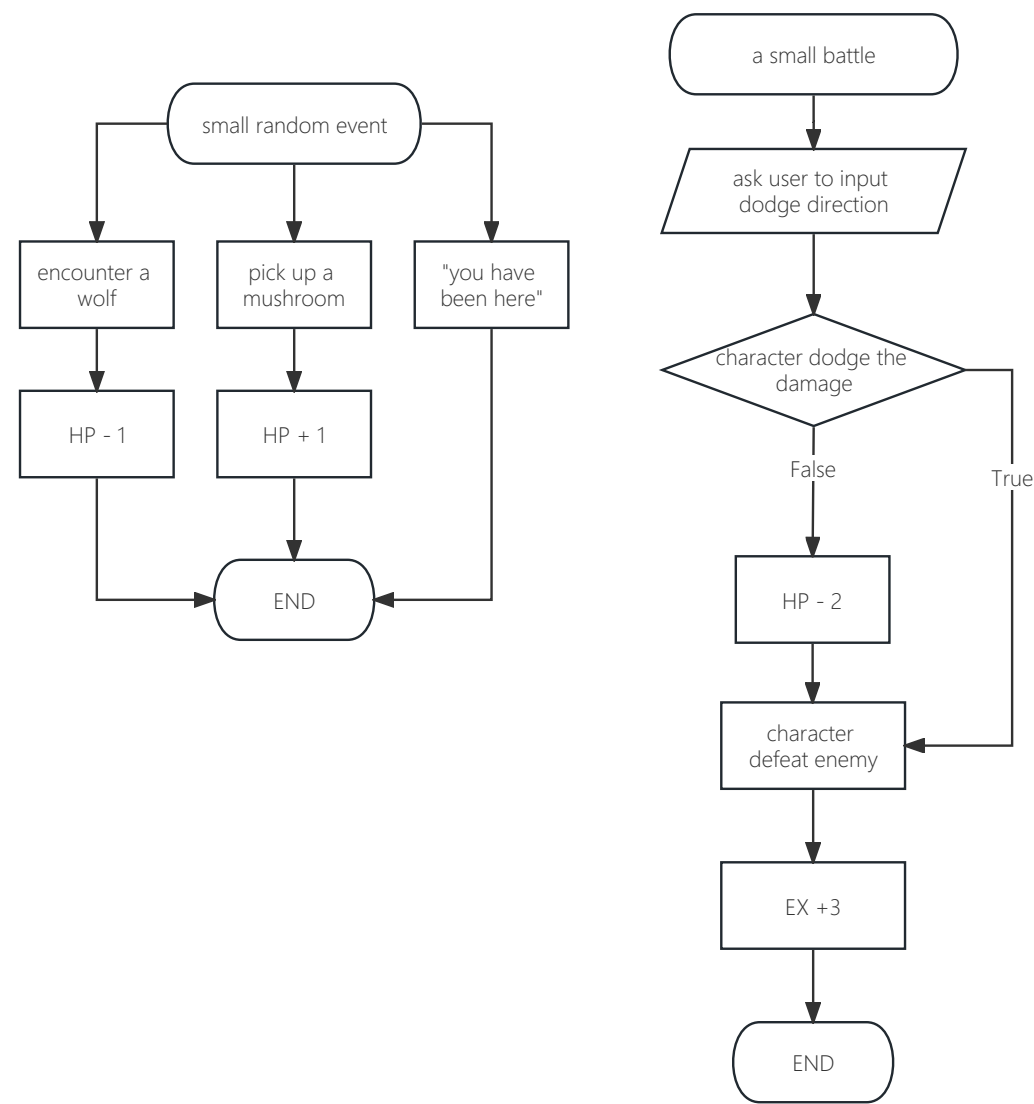 small random event
encounter a
wolf
pick up a
mushroom
"you have
been here"
HP - 1
HP + 1
END
a small battle
ask user to input
dodge direction
character dodge the
damage
False
True
HP - 2
character
defeat enemy
EX +3
END